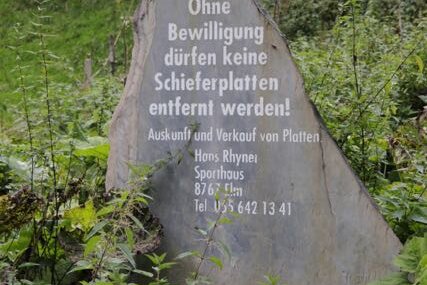 Ohne
Bewilligung
dürfen keine
Schieferplatten
entfernt werden!
Auskunft und Verkauf von Platten
Hans Rhyner
Sporthaus
8767 Elm
Tel. 055 642 13 41